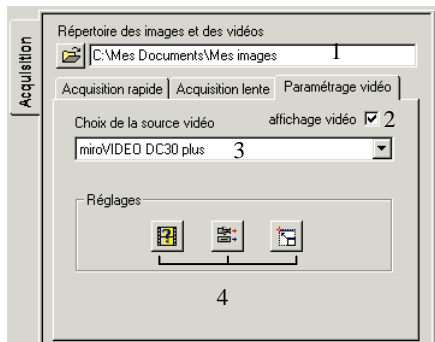 Acquisition
Répertoire des images et des vidéos
C:\Mes Documents\Mes images 1
Acquisition rapide Acquisition lente Paramétrage vidéo
Choix de la source vidéo affichage vidéo 2
miroVIDEO DC30 plus 3
Réglages
4